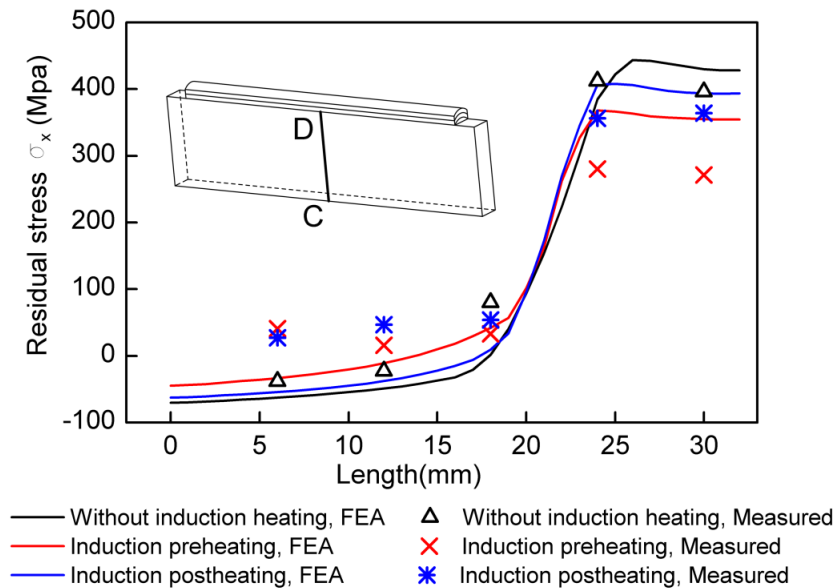 500
400
300
200
100
0
-100
Residual stress σx (Mpa)
D
C
0 5 10 15 20 25 30
Length(mm)
Without induction heating, FEA Without induction heating, Measured
Induction preheating, FEA Induction preheating, Measured
Induction postheating, FEA Induction postheating, Measured